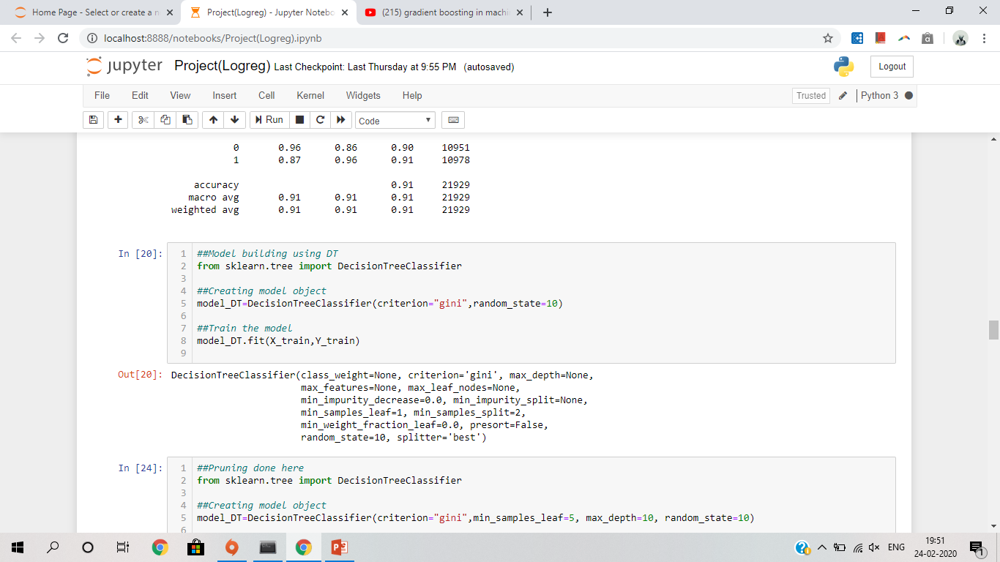 Home Page - Select or create a n
Project(Logreg) - Jupyter Notebo
(215) gradient boosting in machi
localhost:8888/notebooks/Project(Logreg).ipynb
jupyter Project(Logreg) Last Checkpoint: Last Thursday at 9:55 PM (autosaved)
Logout
File Edit View Insert Cell Kernel Widgets Help
Trusted Python 3
Run Code
0 0.96 0.86 0.90 10951
1 0.87 0.96 0.91 10978
accuracy 0.91 21929
macro avg 0.91 0.91 0.91 21929
weighted avg 0.91 0.91 0.91 21929
In [20]:
1 ##Model building using DT
2 from sklearn.tree import DecisionTreeClassifier
3
4 ##Creating model object
5 model_DT=DecisionTreeClassifier(criterion="gini",random_state=10)
6
7 ##Train the model
8 model_DT.fit(X_train,Y_train)
9
Out[20]: DecisionTreeClassifier(class_weight=None, criterion='gini', max_depth=None,
max_features=None, max_leaf_nodes=None,
min_impurity_decrease=0.0, min_impurity_split=None,
min_samples_leaf=1, min_samples_split=2,
min_weight_fraction_leaf=0.0, presort=False,
random_state=10, splitter='best')
In [24]:
1 ##Pruning done here
2 from sklearn.tree import DecisionTreeClassifier
3
4 ##Creating model object
5 model_DT=DecisionTreeClassifier(criterion="gini",min_samples_leaf=5, max_depth=10, random_state=10)
6
ENG
19:51
24-02-2020
1